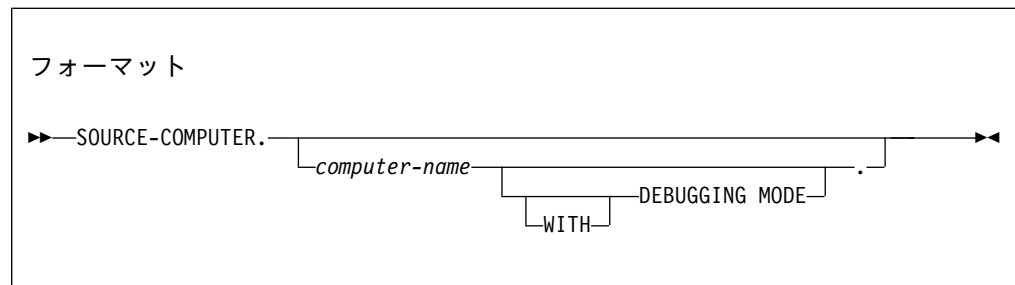 フォーマット
SOURCE-COMPUTER.
computer-name .
DEBUGGING MODE
WITH